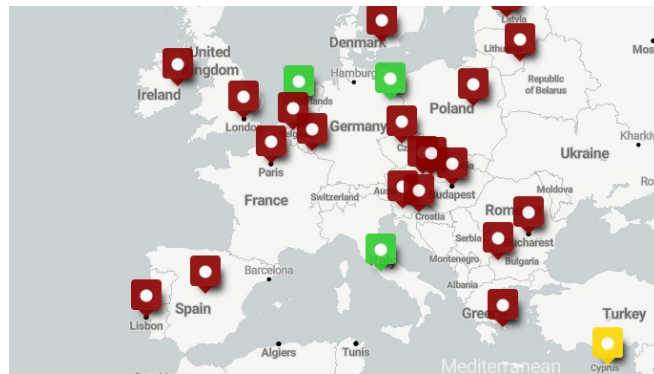 Latvia
Denmark
Lithu
Mos
United
Kingdom
Hamburg
Republic
of Belarus
Ireland
Poland
London
Germany
Kharki
Ukraine
Paris
France
Switzerland
Budapest
Moldova
Croatia
Rom
Serbia
Bucharest
Barcelona
Montenegro
Bulgaria
Spain
Albania
Gree
Turkey
Lisbon
Algiers
Tunis
Mediterranean
Cyprus